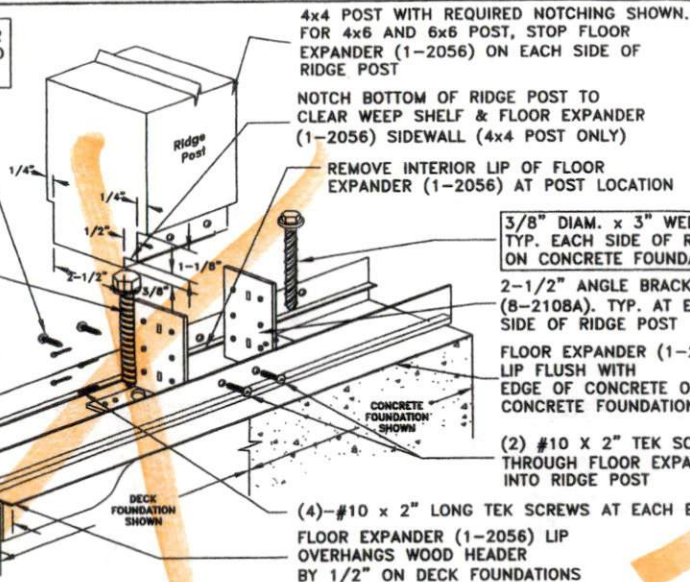 4x4 POST WITH REQUIRED NOTCHING SHOWN.
FOR 4x6 AND 6x6 POST, STOP FLOOR
EXPANDER (1-2056) ON EACH SIDE OF
RIDGE POST
NOTCH BOTTOM OF RIDGE POST TO
CLEAR WEEP SHELF & FLOOR EXPANDER
(1-2056) SIDEWALL (4x4 POST ONLY)
Ridge
Post
REMOVE INTERIOR LIP OF FLOOR
EXPANDER (1-2056) AT POST LOCATION
1/4"
1/4"
1/2"
2-1/2"
1-1/8"
3/8"
3/8" DIAM. x 3"
TYP. EACH SIDE OF
ON CONCRETE
2-1/2" ANGLE
(8-2108A). TYP. AT
SIDE OF RIDGE POST
FLOOR EXPANDER
LIP FLUSH WITH
EDGE OF CONCRETE
CONCRETE
CONCRETE
FOUNDATION
SHOWN
(2) #10 X 2" TEK
THROUGH FLOOR
INTO RIDGE POST
DECK
FOUNDATION
SHOWN
(4)-#10 x 2" LONG TEK SCREWS AT EACH
FLOOR EXPANDER (1-2056) LIP
OVERHANGS WOOD HEADER
BY 1/2" ON DECK FOUNDATIONS